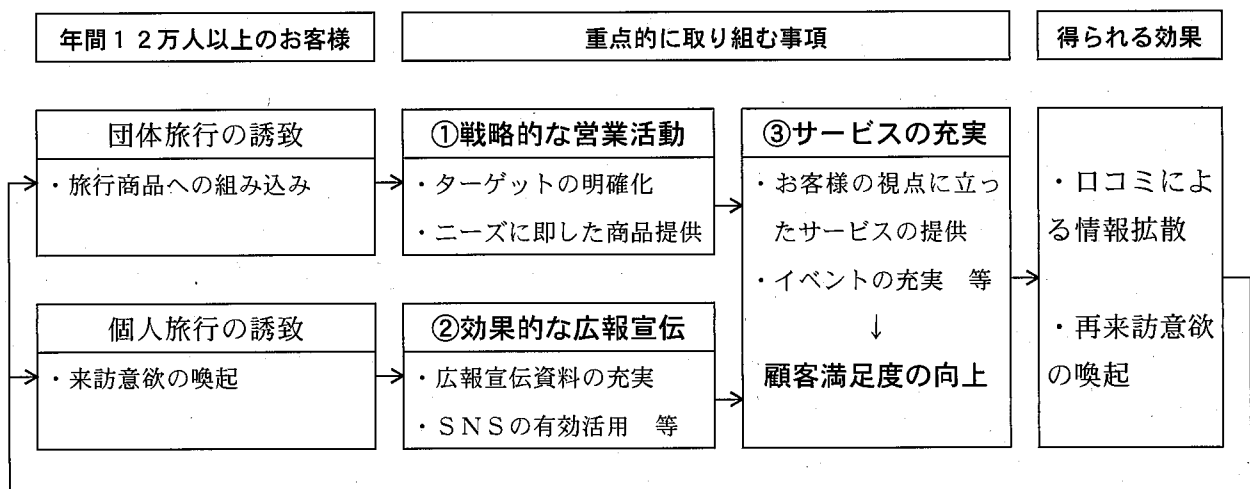 年間１２万人以上のお客様
重点的に取り組む事項
得られる効果
団体旅行の誘致
・旅行商品への組み込み
①戦略的な営業活動
・ターゲットの明確化
・ニーズに即した商品提供
個人旅行の誘致
・来訪意欲の喚起
②効果的な広報宣伝
・広報宣伝資料の充実
・ＳＮＳの有効活用　等
③サービスの充実
・お客様の視点に立っ
たサービスの提供
・イベントの充実　等
↓
顧客満足度の向上
・口コミによ
る情報拡散
・再来訪意欲
の喚起